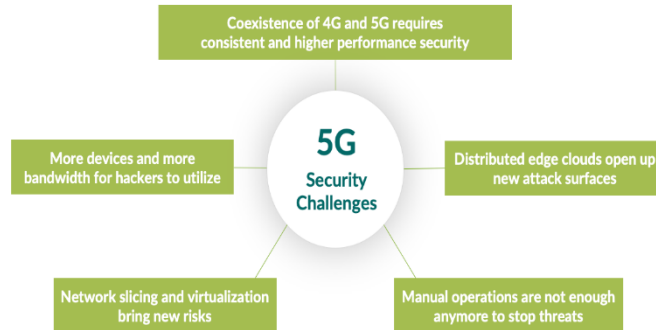 Coexistence of 4G and 5G requires
consistent and higher performance security
5G
Security
Challenges
More devices and more
bandwidth for hackers to utilize
Distributed edge clouds open up
new attack surfaces
Network slicing and virtualization
bring new risks
Manual operations are not enough
anymore to stop threats